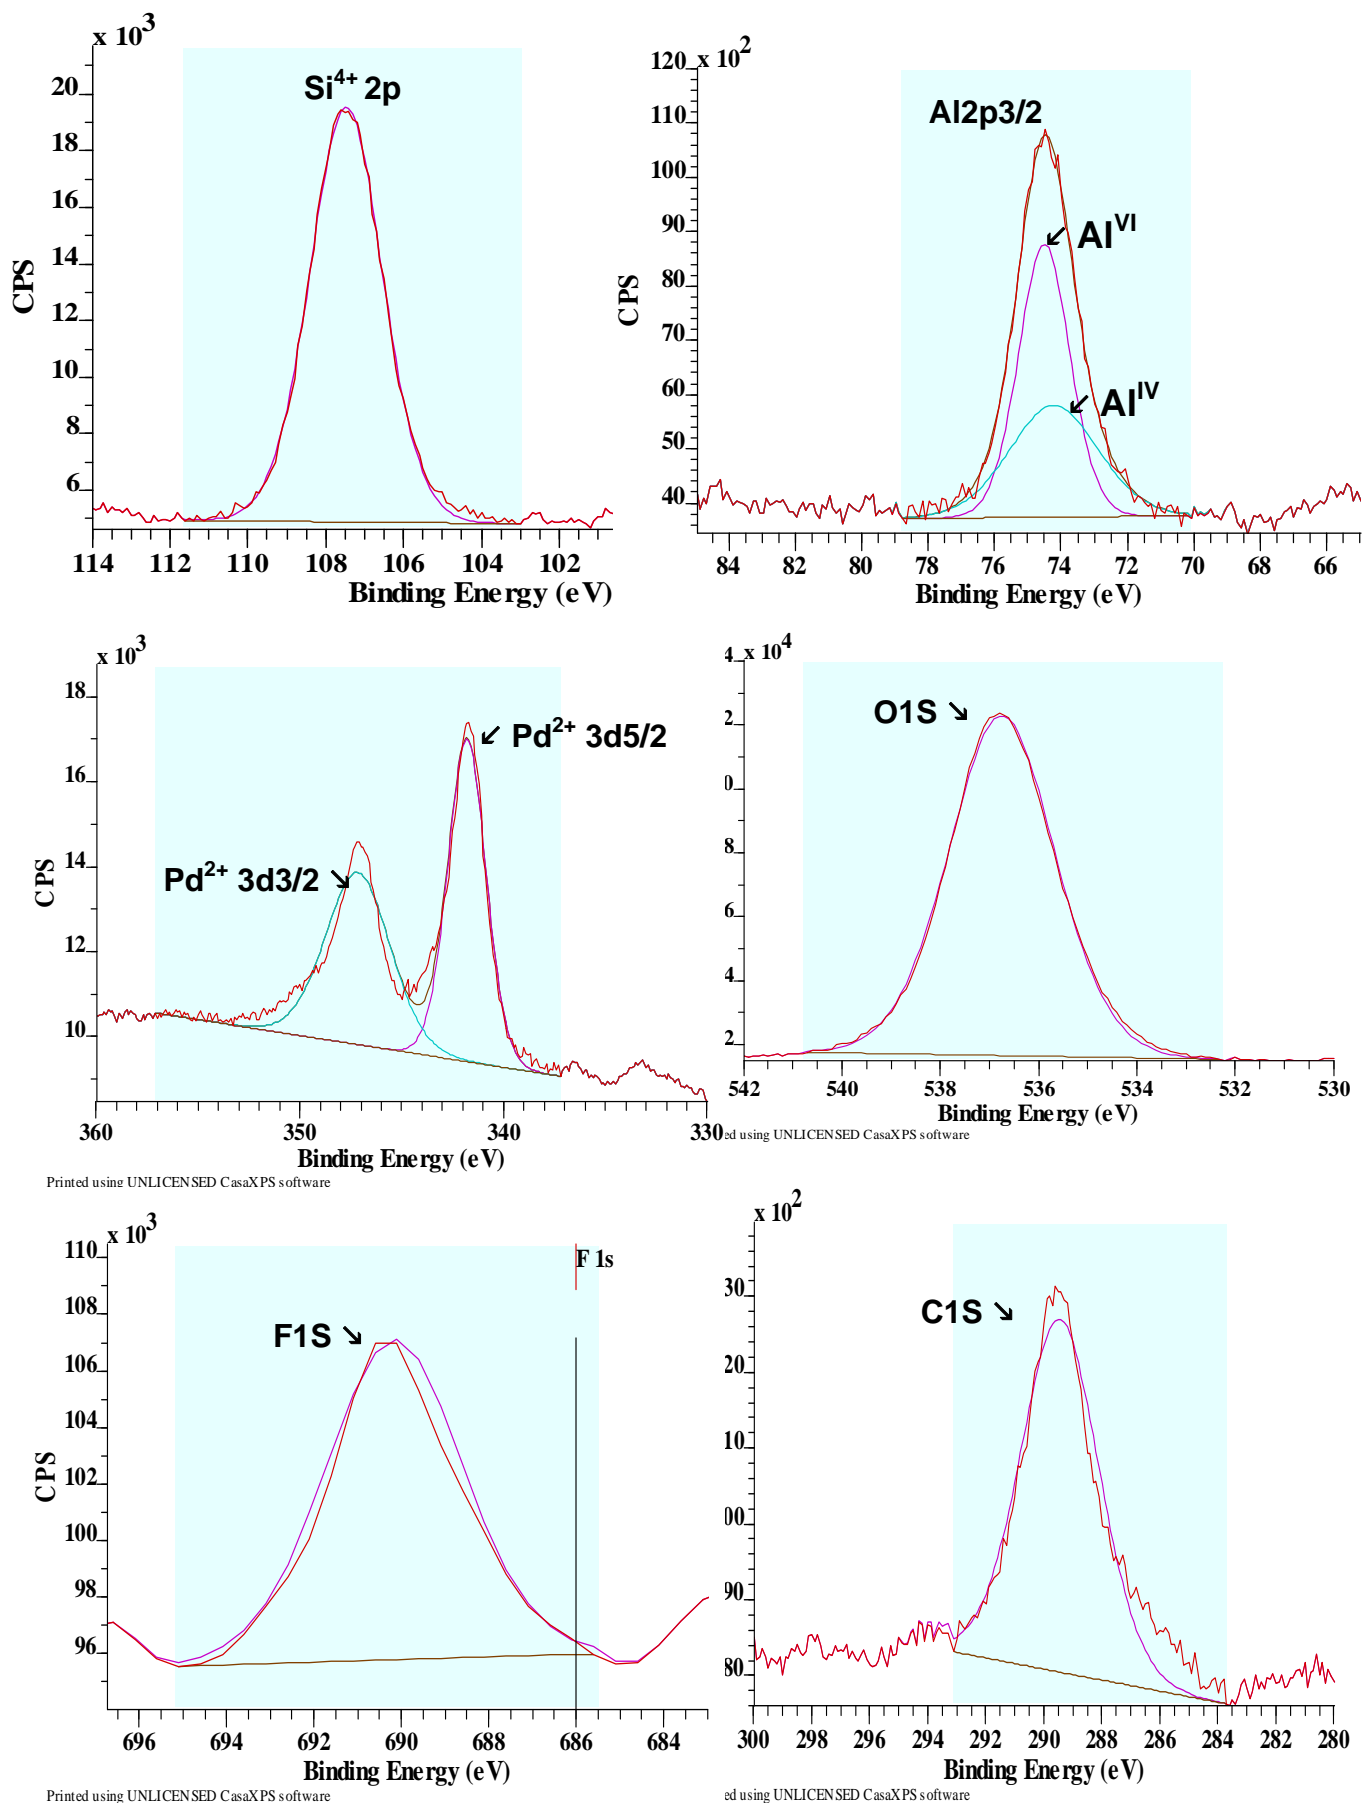 x 10³
Si⁴⁺ 2p
20
18
16
14
12
10
8
6
CPS
114 112 110 108 106 104 102
Binding Energy (eV)
120 x 10²
Al2p3/2
110
100
90
80
70
60
50
40
Al^VI
Al^IV
CPS
84 82 80 78 76 74 72 70 68 66
Binding Energy (eV)
x 10³
18
16
14
12
10
Pd²⁺ 3d5/2
Pd²⁺ 3d3/2
CPS
360 350 340 330
Binding Energy (eV)
Printed using UNLICENSED CasaXPS software
4 x 10⁴
O1S
2
0
8
6
4
2
542 540 538 536 534 532 530
Binding Energy (eV)
ed using UNLICENSED CasaXPS software
x 10³
110
108
106
104
102
100
98
96
F 1s
F1S
CPS
696 694 692 690 688 686 684
Binding Energy (eV)
Printed using UNLICENSED CasaXPS software
x 10²
30
C1S
20
10
00
90
80
300 298 296 294 292 290 288 286 284 282 280
Binding Energy (eV)
ed using UNLICENSED CasaXPS software